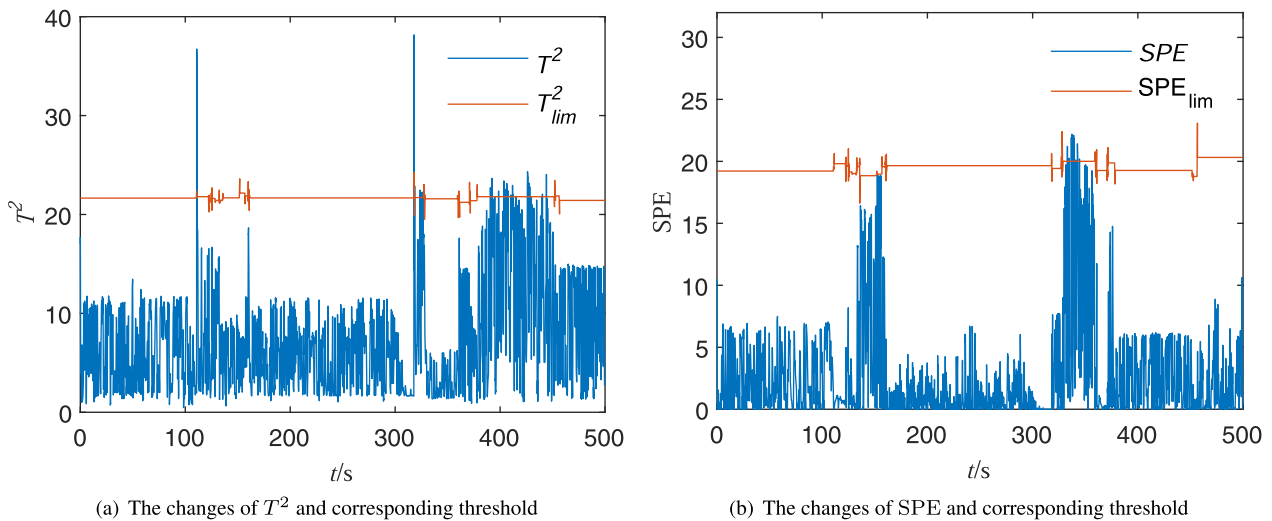 40
30
20
10
0
T²
T²
T²lim
0 100 200 300 400 500
t/s
(a) The changes of T² and corresponding threshold
30
25
20
15
10
5
0
SPE
SPE
SPElim
0 100 200 300 400 500
t/s
(b) The changes of SPE and corresponding threshold